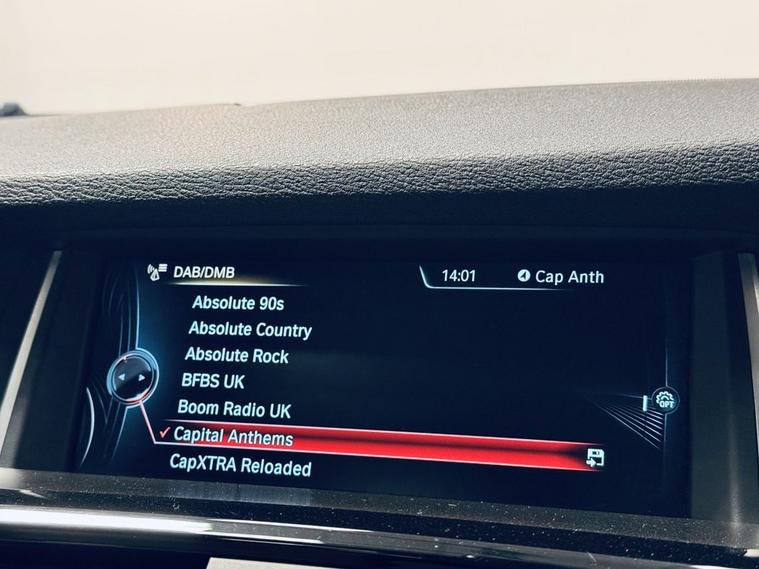 DAB/DMB
14:01 Cap Anth
Absolute 90s
Absolute Country
Absolute Rock
BFBS UK
Boom Radio UK
Capital Anthems
CapXTRA Reloaded
OPT